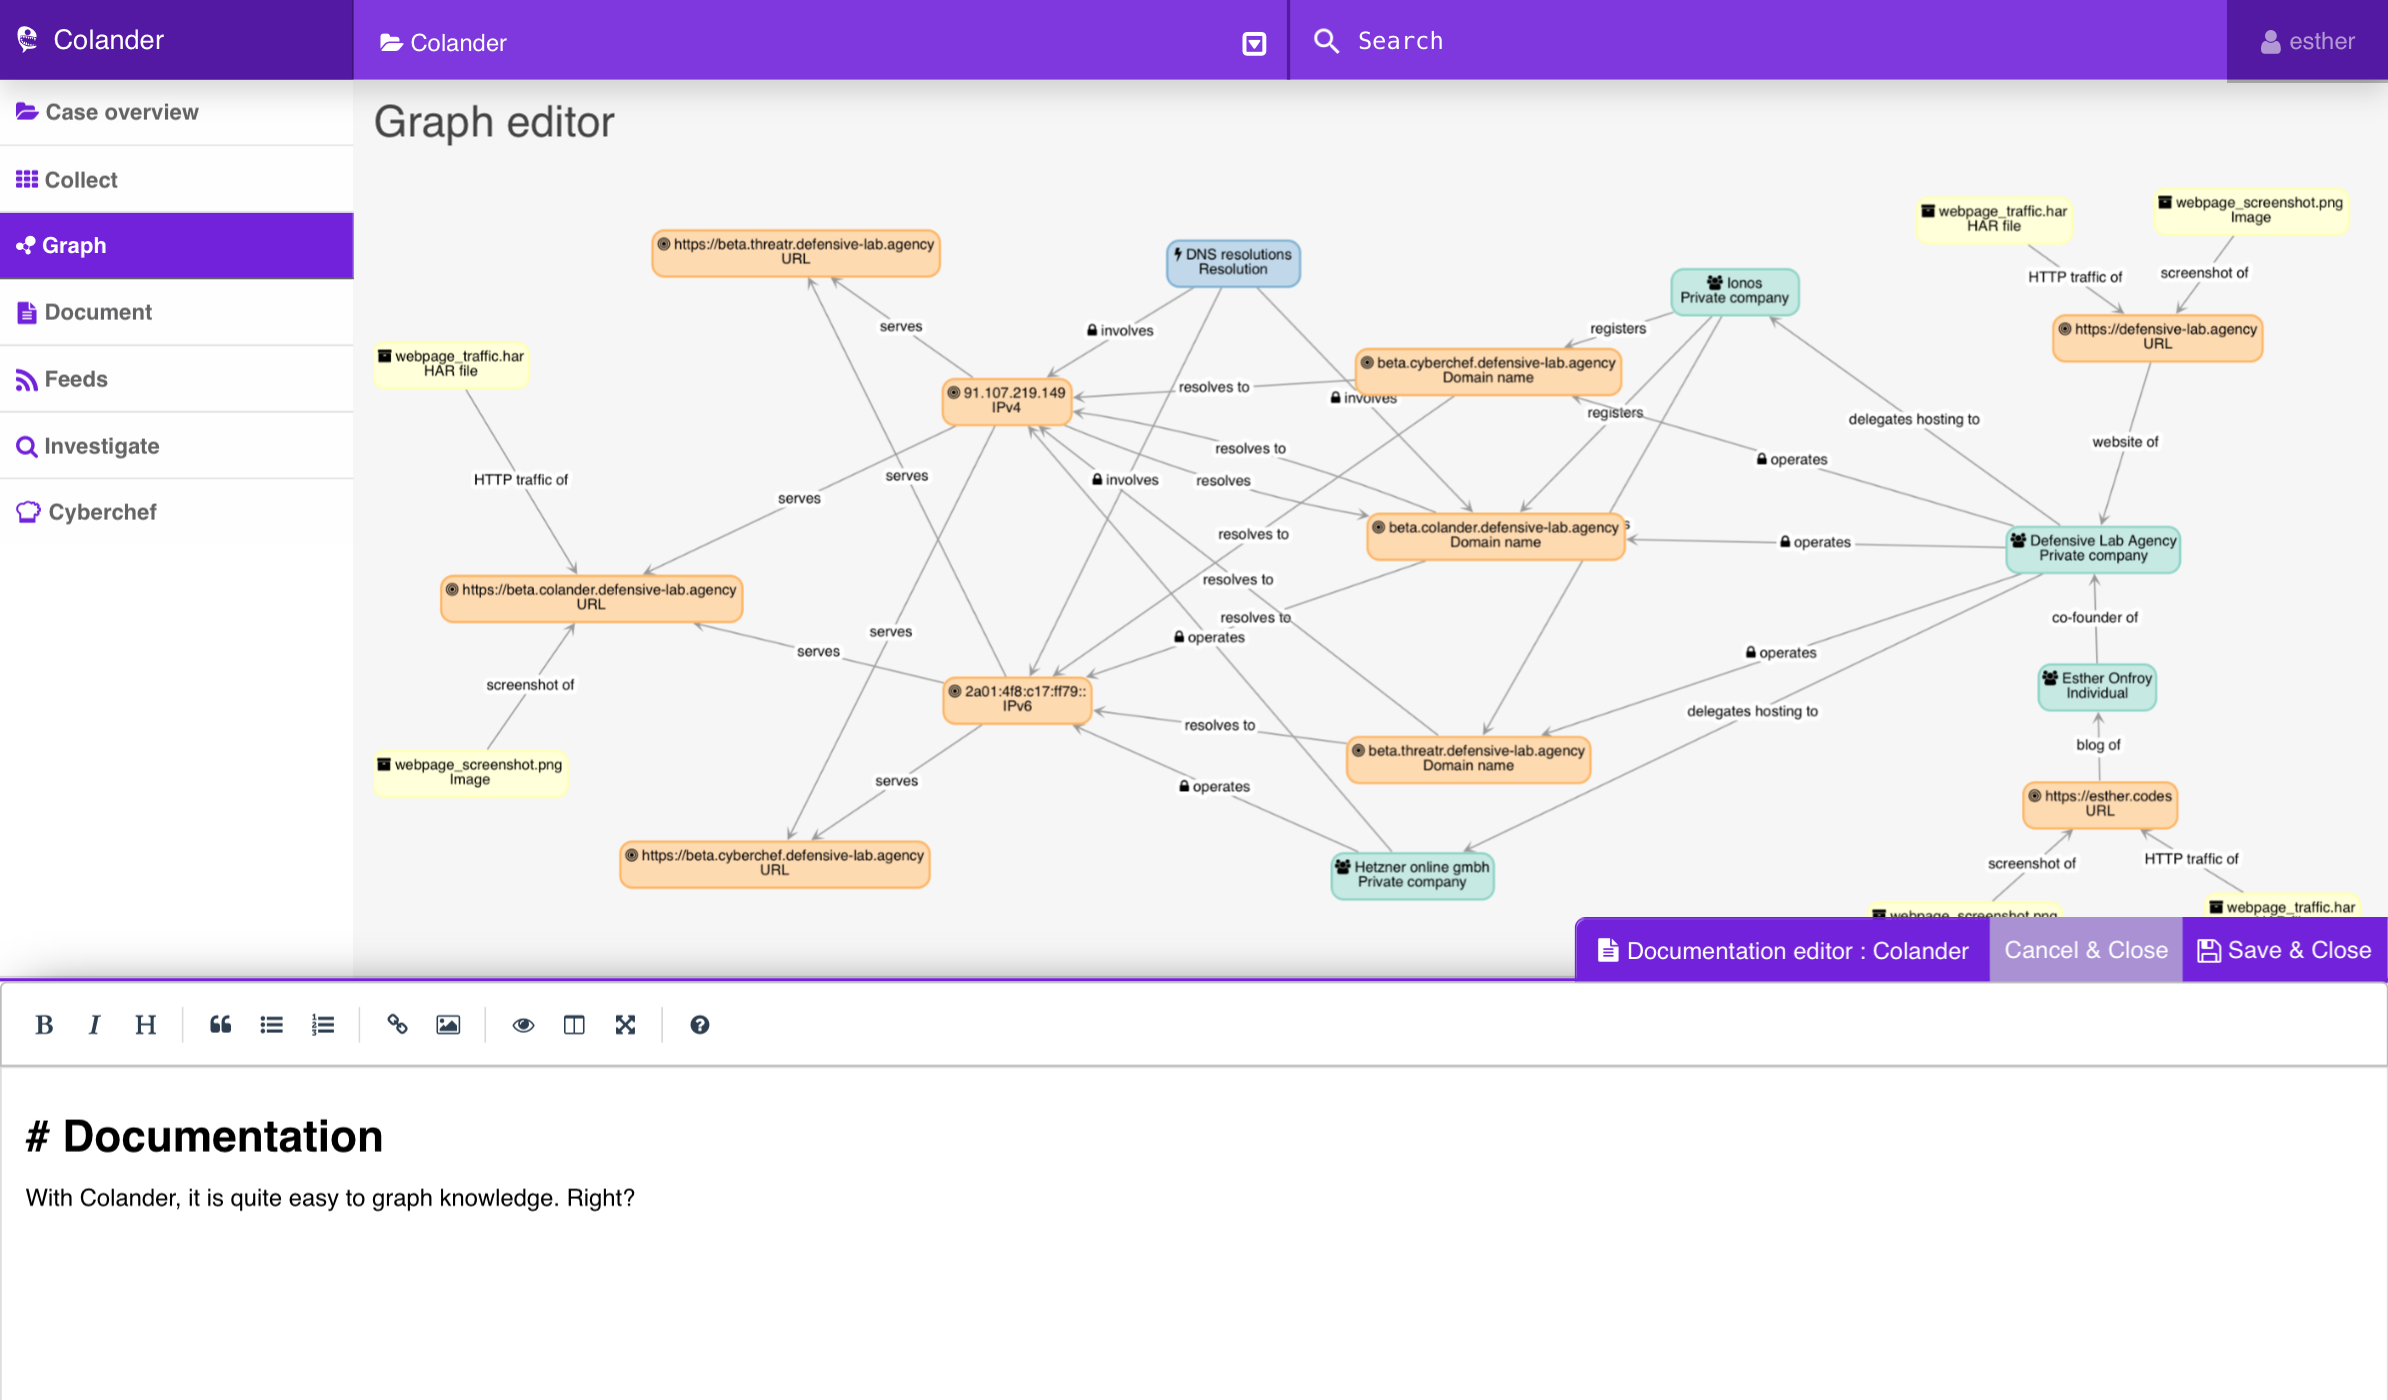 Colander
Colander
Search
esther
Case overview
Collect
Graph
Document
Feeds
Investigate
Cyberchef
Graph editor
webpage_traffic.har
HAR file
webpage_screenshot.png
Image
https://beta.threatr.defensive-lab.agency
URL
DNS resolutions
Resolution
Ionos
Private company
HTTP traffic of
screenshot of
serves
involves
registers
https://defensive-lab.agency
URL
webpage_traffic.har
HAR file
beta.cyberchef.defensive-lab.agency
Domain name
91.107.219.149
IPv4
resolves to
involves
registers
delegates hosting to
website of
resolves to
operates
HTTP traffic of
serves
serves
involves
resolves
beta.colander.defensive-lab.agency
Domain name
resolves to
operates
Defensive Lab Agency
Private company
https://beta.colander.defensive-lab.agency
URL
resolves to
resolves to
co-founder of
serves
operates
serves
operates
screenshot of
2a01:4f8:c17:ff79::
IPv6
Esther Onfroy
Individual
delegates hosting to
resolves to
blog of
webpage_screenshot.png
Image
beta.threatr.defensive-lab.agency
Domain name
serves
operates
https://esther.codes
URL
https://beta.cyberchef.defensive-lab.agency
URL
Hetzner online gmbh
Private company
screenshot of
HTTP traffic of
webpage_screenshot.png
webpage_traffic.har
Documentation editor : Colander
Cancel & Close
Save & Close
B I H
# Documentation
With Colander, it is quite easy to graph knowledge. Right?